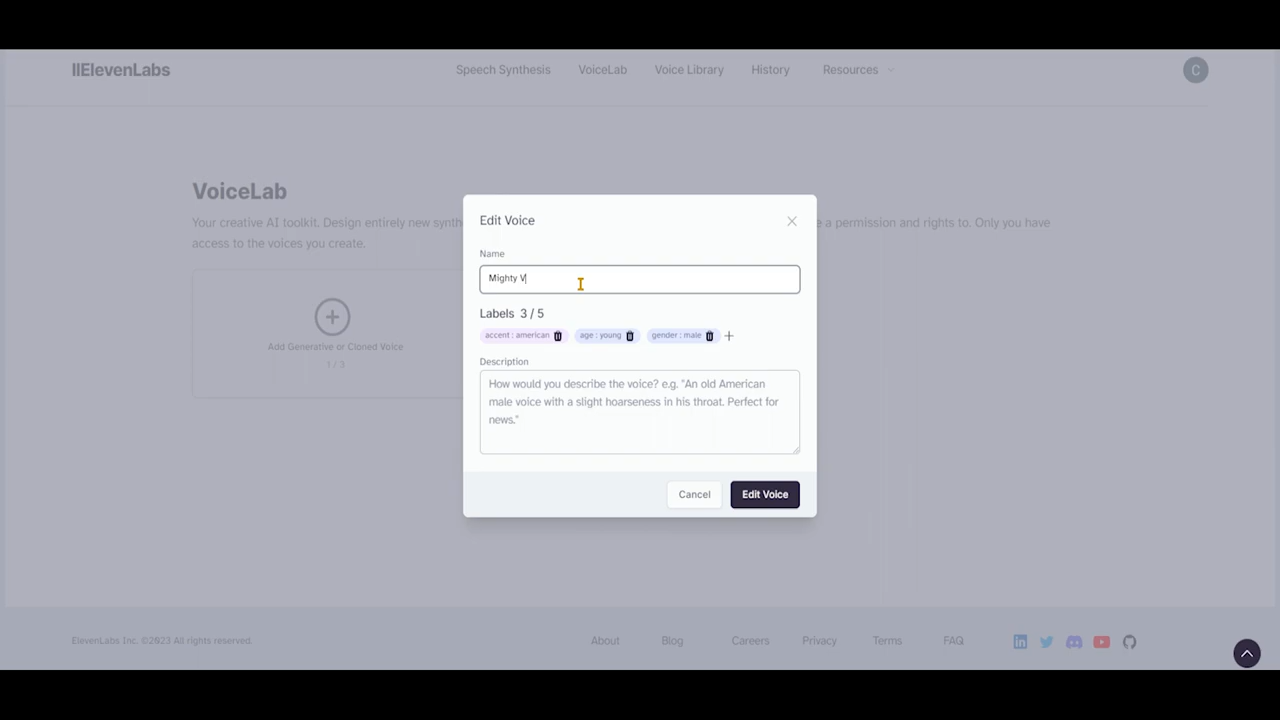 IIElevenLabs
Speech Synthesis VoiceLab Voice Library History Resources
C
VoiceLab
Your creative AI toolkit. Design entirely new synth
e a permission and rights to. Only you have
access to the voices you create.
Add Generative or Cloned Voice
1 / 3
Edit Voice
Name
Mighty V
Labels 3 / 5
accent : american age : young gender : male
Description
How would you describe the voice? e.g. "An old American
male voice with a slight hoarseness in his throat. Perfect for
news."
Cancel Edit Voice
ElevenLabs Inc. ©2023 All rights reserved.
About Blog Careers Privacy Terms FAQ